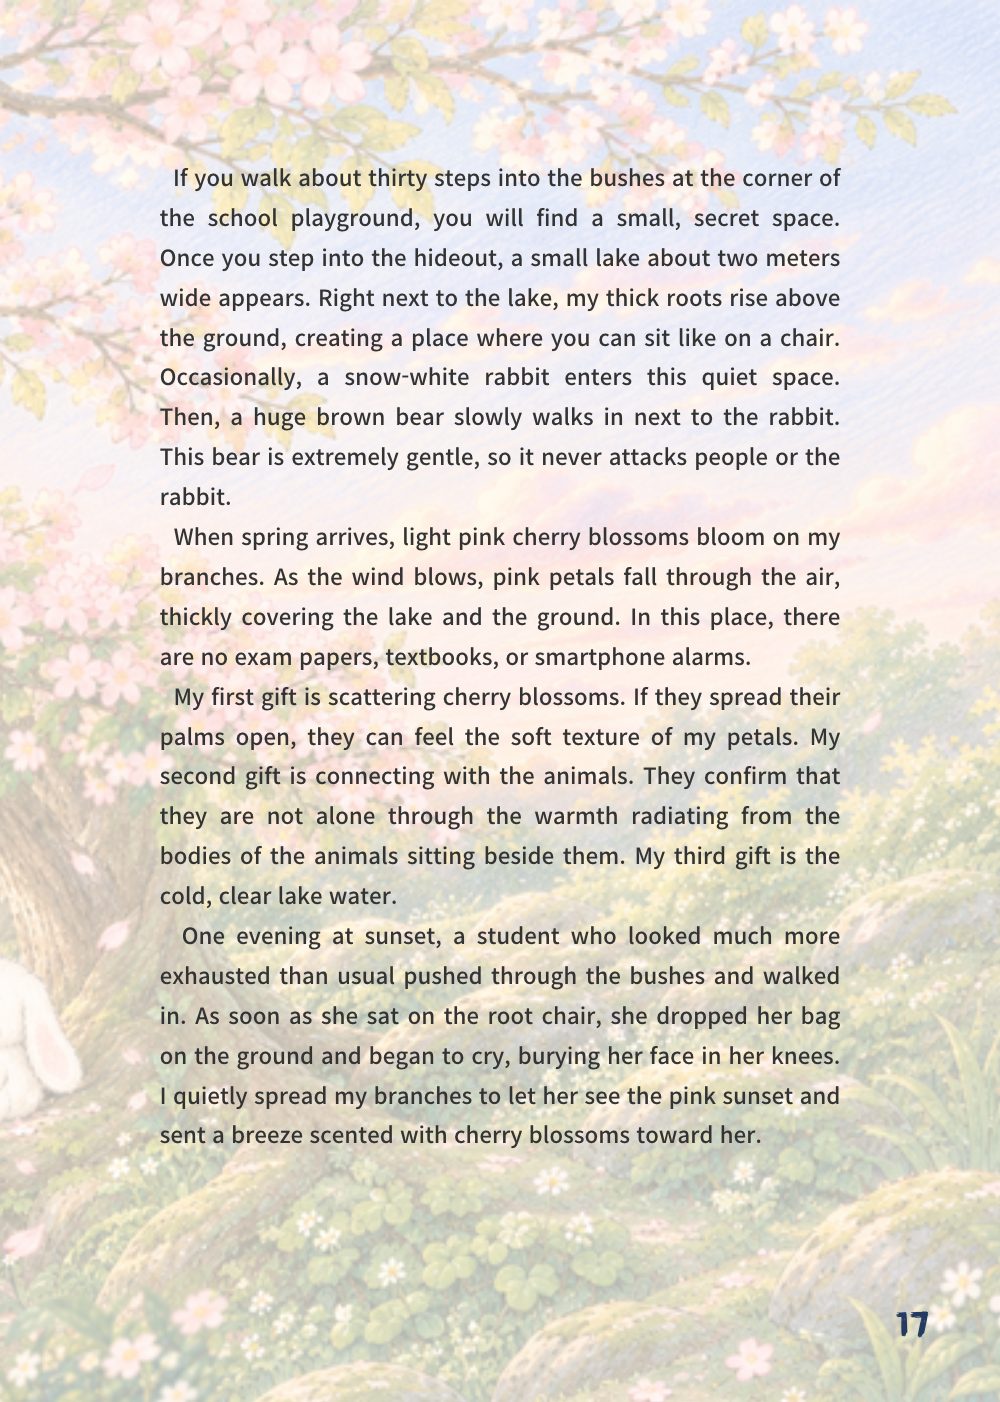 If you walk about thirty steps into the bushes at the corner of
the school playground, you will find a small, secret space.
Once you step into the hideout, a small lake about two meters
wide appears. Right next to the lake, my thick roots rise above
the ground, creating a place where you can sit like on a chair.
Occasionally, a snow-white rabbit enters this quiet space.
Then, a huge brown bear slowly walks in next to the rabbit.
This bear is extremely gentle, so it never attacks people or the
rabbit.
When spring arrives, light pink cherry blossoms bloom on my
branches. As the wind blows, pink petals fall through the air,
thickly covering the lake and the ground. In this place, there
are no exam papers, textbooks, or smartphone alarms.
My first gift is scattering cherry blossoms. If they spread their
palms open, they can feel the soft texture of my petals. My
second gift is connecting with the animals. They confirm that
they are not alone through the warmth radiating from the
bodies of the animals sitting beside them. My third gift is the
cold, clear lake water.
One evening at sunset, a student who looked much more
exhausted than usual pushed through the bushes and walked
in. As soon as she sat on the root chair, she dropped her bag
on the ground and began to cry, burying her face in her knees.
I quietly spread my branches to let her see the pink sunset and
sent a breeze scented with cherry blossoms toward her.
17